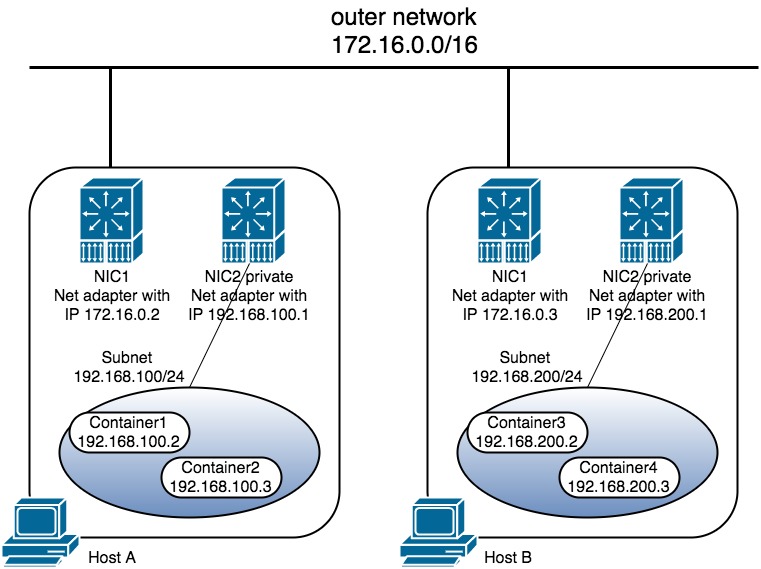 outer network
172.16.0.0/16
NIC1
Net adapter with
IP 172.16.0.2
NIC2 private
Net adapter with
IP 192.168.100.1
Subnet
192.168.100/24
Container1
192.168.100.2
Container2
192.168.100.3
Host A
NIC1
Net adapter with
IP 172.16.0.3
NIC2 private
Net adapter with
IP 192.168.200.1
Subnet
192.168.200/24
Container3
192.168.200.2
Container4
192.168.200.3
Host B